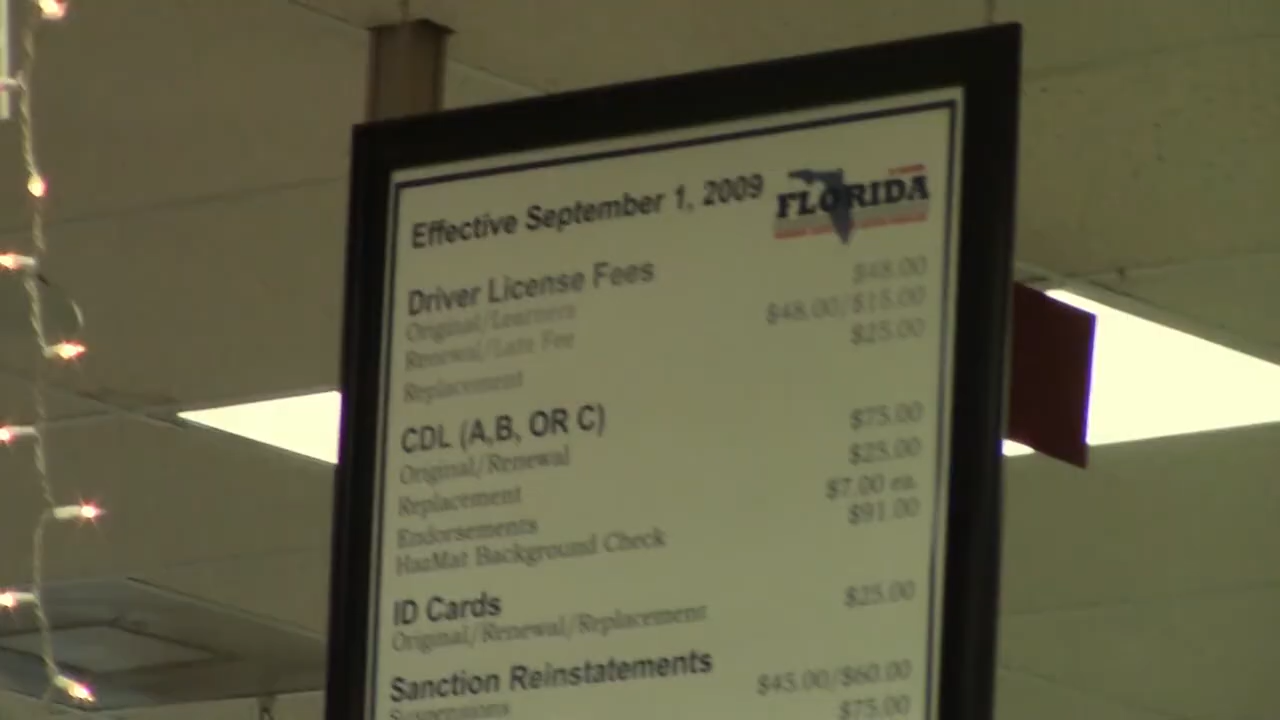 Effective September 1, 2009
FLORIDA
Driver License Fees
Original/Learners $48.00
Renewal/Late Fee $48.00/$15.00
Replacement $25.00
CDL (A,B, OR C)
Original/Renewal $75.00
Replacement $25.00
Endorsements $7.00 ea.
HazMat Background Check $91.00
ID Cards
Original/Renewal/Replacement $25.00
Sanction Reinstatements
Suspensions $45.00/$60.00
$75.00